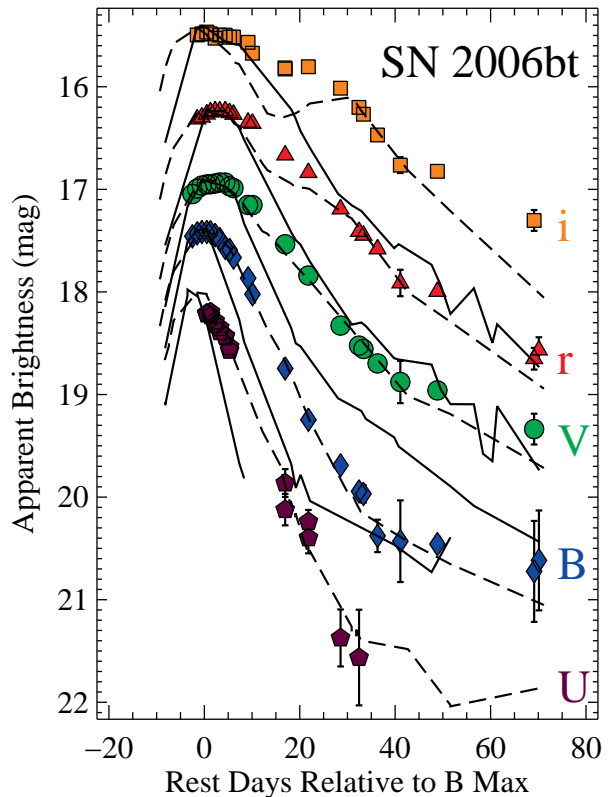 SN 2006bt
16
17
18
19
20
21
22
Apparent Brightness (mag)
i
r
V
B
U
−20 0 20 40 60 80
Rest Days Relative to B Max